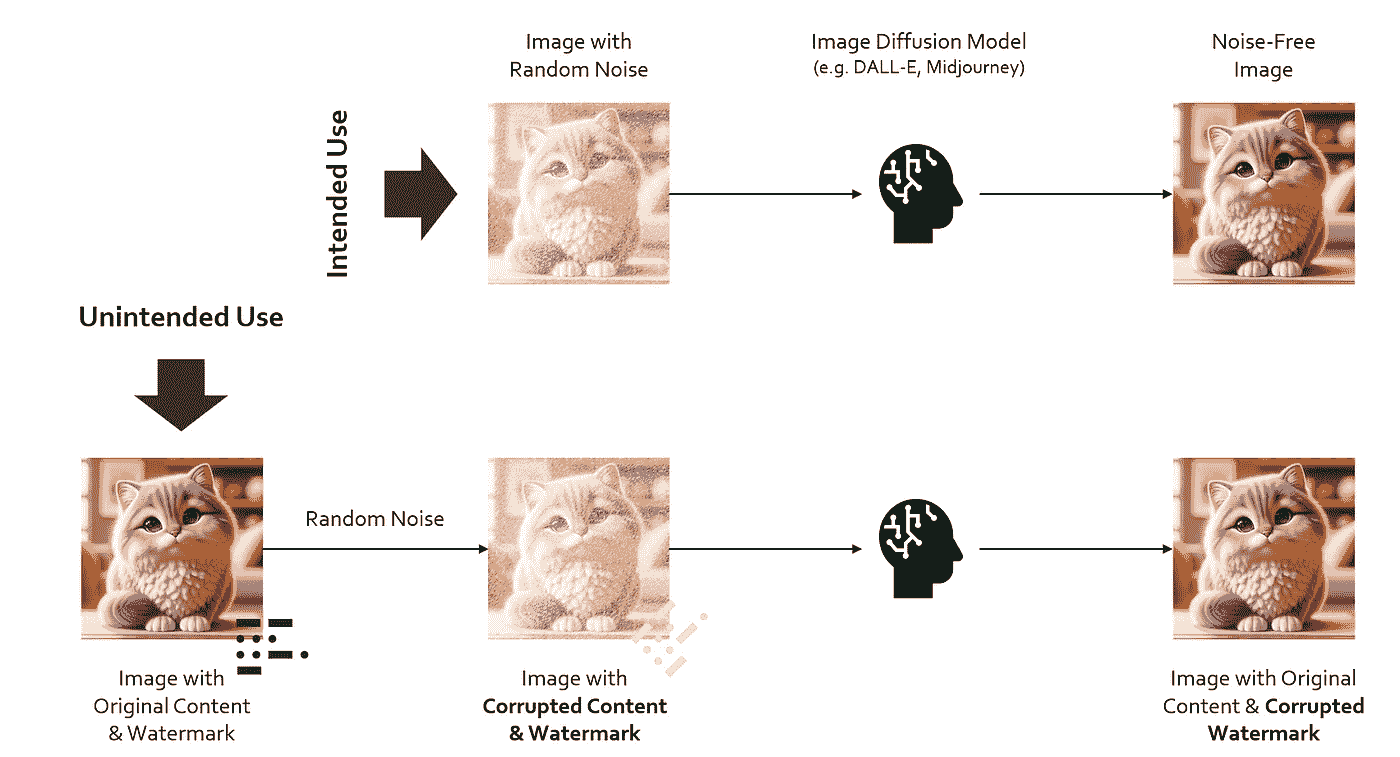 Image with
Random Noise
Image Diffusion Model
(e.g. DALL-E, Midjourney)
Noise-Free
Image
Intended Use
Unintended Use
Random Noise
Image with
Original Content
& Watermark
Image with
Corrupted Content
& Watermark
Image with Original
Content & Corrupted
Watermark